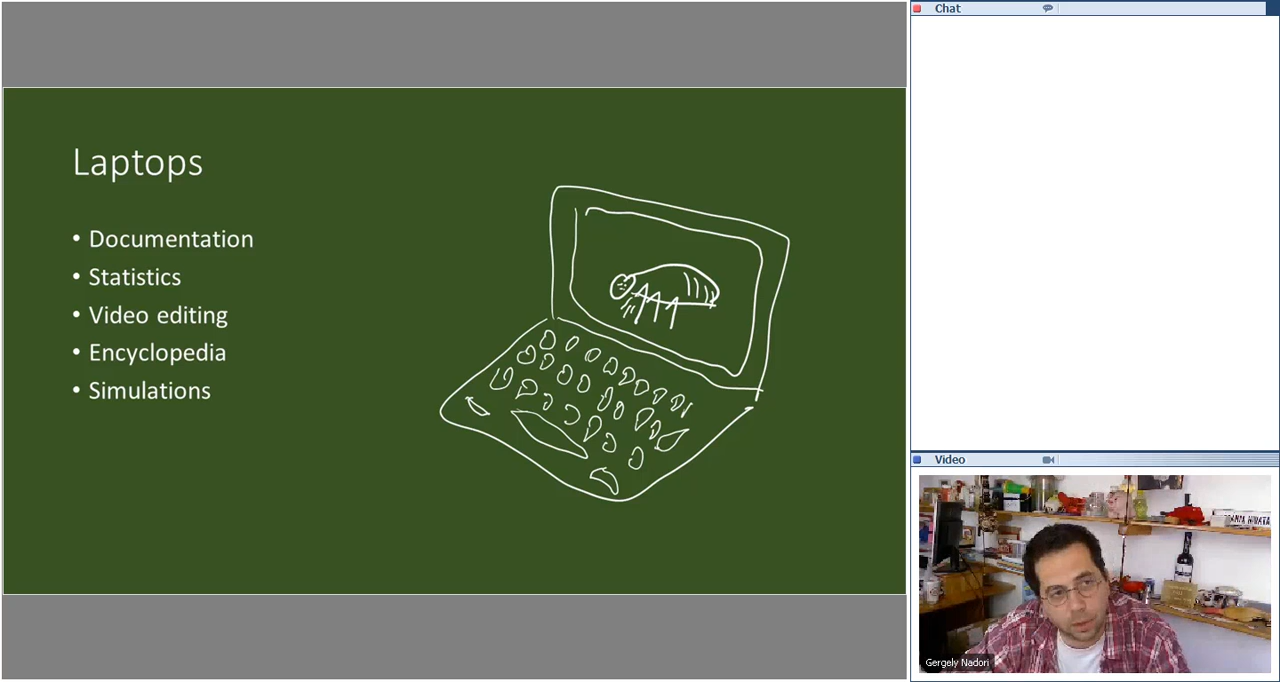 Chat
Laptops
• Documentation
• Statistics
• Video editing
• Encyclopedia
• Simulations
Video
Gergely Nadori